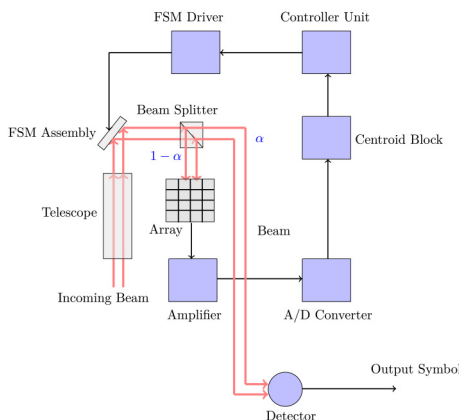 FSM Driver
Controller Unit
Beam Splitter
FSM Assembly
α
Centroid Block
1 − α
Telescope
Array
Beam
Incoming Beam
Amplifier
A/D Converter
Output Symbol
Detector